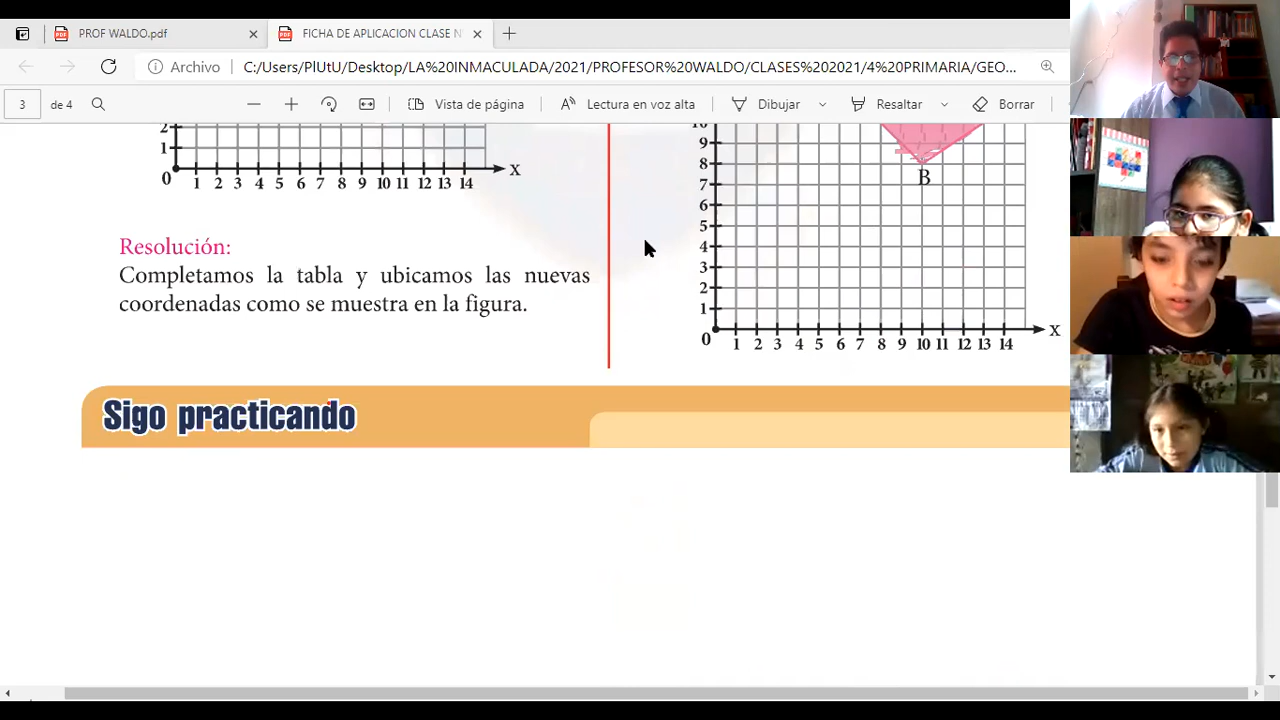 PROF WALDO.pdf
FICHA DE APLICACION CLASE N
Archivo
C:/Users/PlUtU/Desktop/LA%20INMACULADA/2021/PROFESOR%20WALDO/CLASES%202021/4%20PRIMARIA/GEO...
3 de 4
Vista de página
Lectura en voz alta
Dibujar
Resaltar
Borrar
2
1
0
1 2 3 4 5 6 7 8 9 10 11 12 13 14
X
Resolución:
Completamos la tabla y ubicamos las nuevas
coordenadas como se muestra en la figura.
10
9
8
7
6
5
4
3
2
1
0
B
1 2 3 4 5 6 7 8 9 10 11 12 13 14
X
Sigo practicando